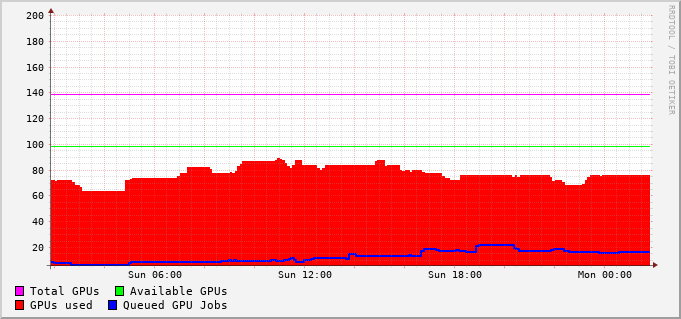 200
180
160
140
120
100
80
60
40
20
Sun 06:00 Sun 12:00 Sun 18:00 Mon 00:00
Total GPUs Available GPUs
GPUs used Queued GPU Jobs
RRDTOOL / TOBI OETIKER